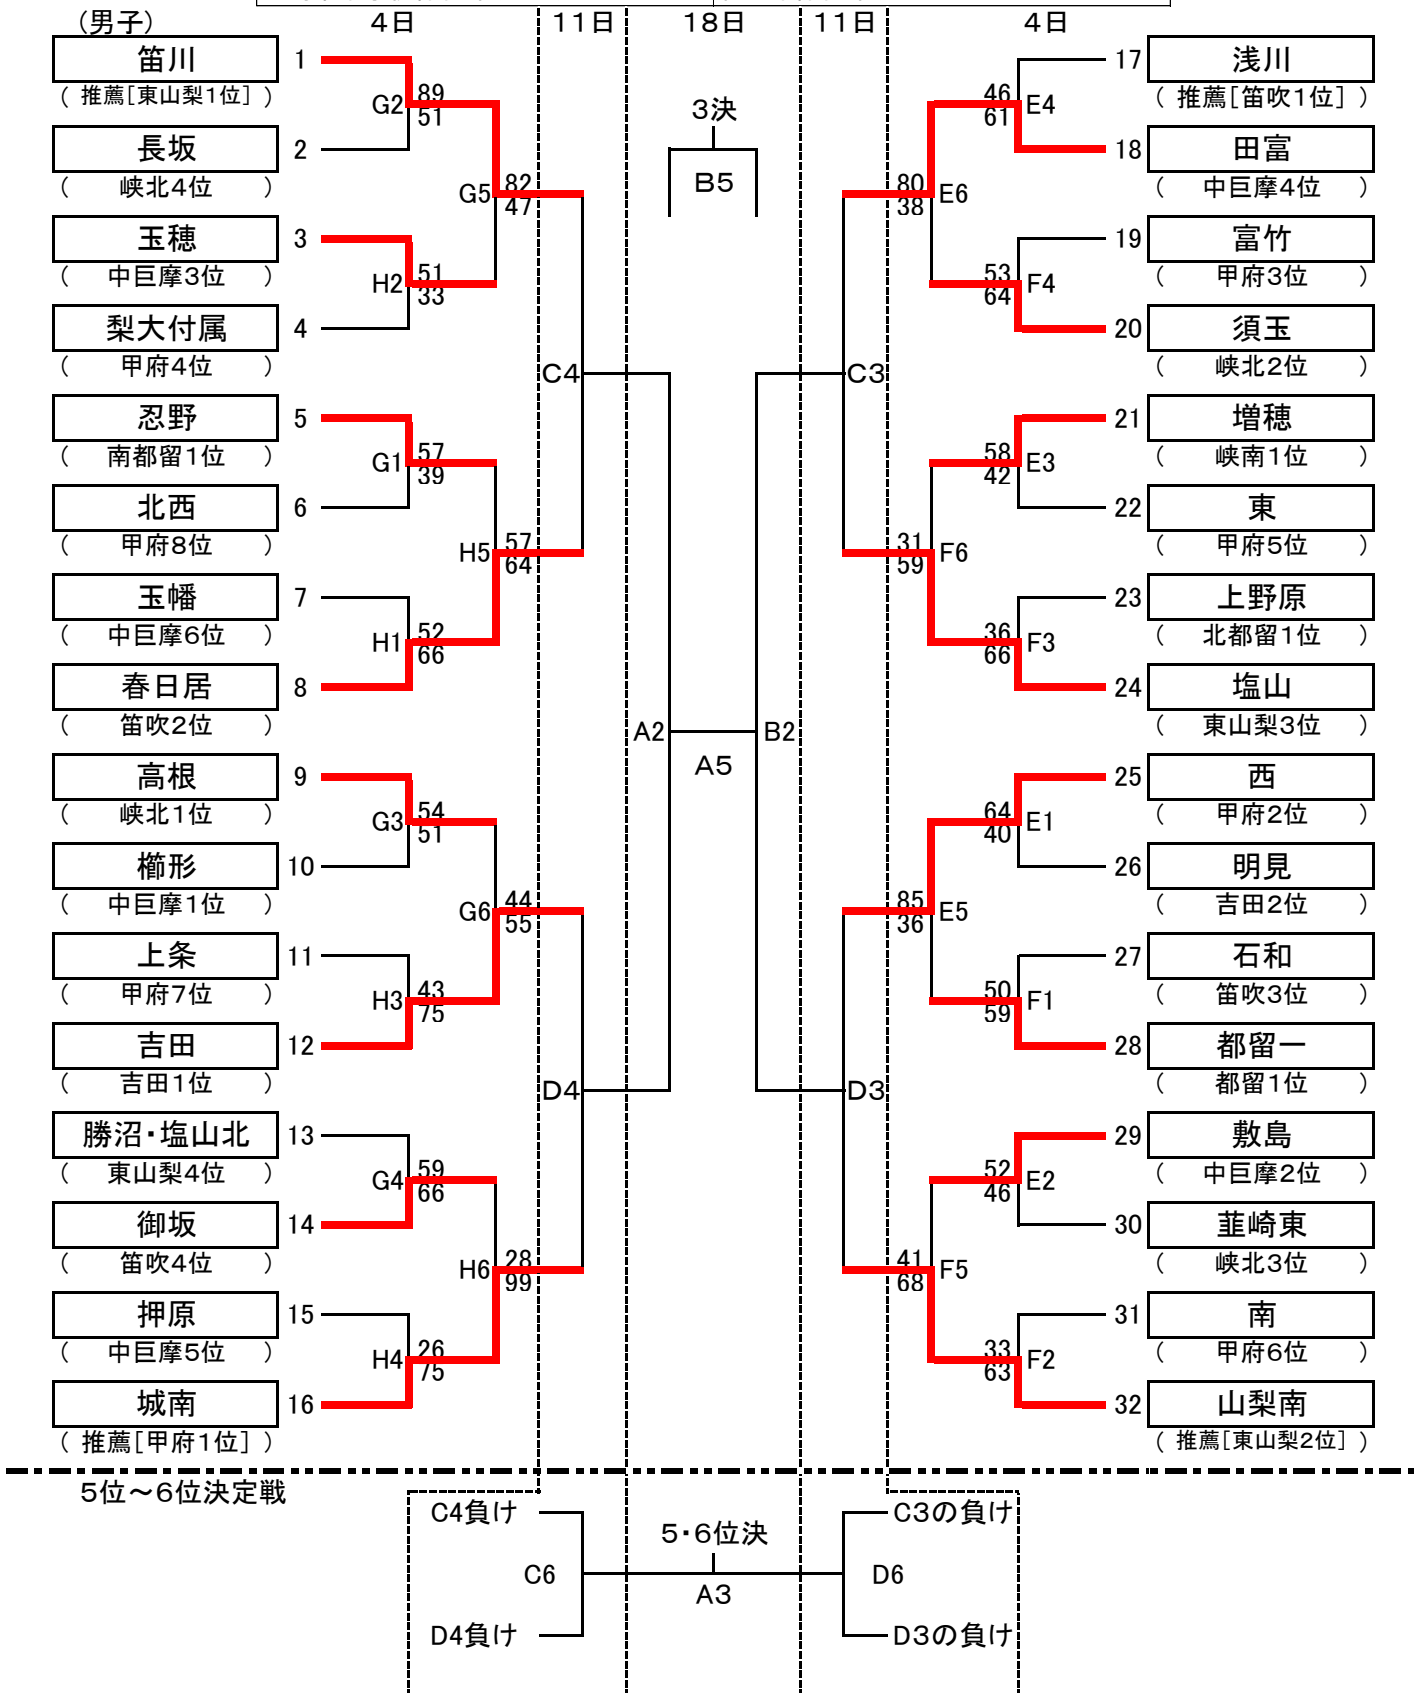 (男子)
4日
11日
18日
11日
4日
笛川
1
( 推薦[東山梨1位] )
G2
89
51
長坂
2
( 峡北4位 )
G5
82
47
玉穂
3
( 中巨摩3位 )
H2
51
33
梨大付属
4
( 甲府4位 )
C4
忍野
5
( 南都留1位 )
G1
57
39
北西
6
( 甲府8位 )
H5
57
64
玉幡
7
( 中巨摩6位 )
H1
52
66
春日居
8
( 笛吹2位 )
A2
高根
9
( 峡北1位 )
G3
54
51
櫛形
10
( 中巨摩1位 )
G6
44
55
上条
11
( 甲府7位 )
H3
43
75
吉田
12
( 吉田1位 )
D4
勝沼・塩山北
13
( 東山梨4位 )
G4
59
66
御坂
14
( 笛吹4位 )
H6
28
99
押原
15
( 中巨摩5位 )
H4
26
75
城南
16
( 推薦[甲府1位] )
3決
B5
A5
17
浅川
( 推薦[笛吹1位] )
46
61
E4
18
田富
( 中巨摩4位 )
80
38
E6
19
富竹
( 甲府3位 )
53
64
F4
20
須玉
( 峡北2位 )
C3
21
増穂
( 峡南1位 )
58
42
E3
22
東
( 甲府5位 )
31
59
F6
23
上野原
( 北都留1位 )
36
66
F3
24
塩山
( 東山梨3位 )
B2
25
西
( 甲府2位 )
64
40
E1
26
明見
( 吉田2位 )
85
36
E5
27
石和
( 笛吹3位 )
50
59
F1
28
都留一
( 都留1位 )
D3
29
敷島
( 中巨摩2位 )
52
46
E2
30
韮崎東
( 峡北3位 )
41
68
F5
31
南
( 甲府6位 )
33
63
F2
32
山梨南
( 推薦[東山梨2位] )
5位～6位決定戦
C4負け
C3の負け
5・6位決
C6
D6
A3
D4負け
D3の負け